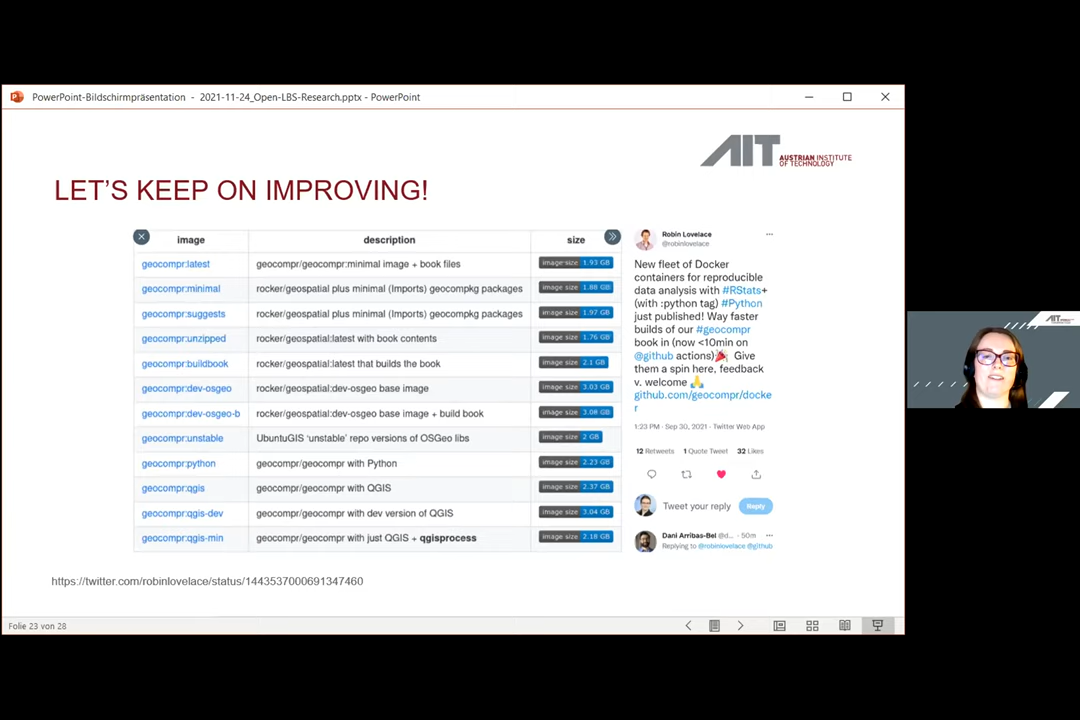 PowerPoint-Bildschirmpräsentation - 2021-11-24_Open-LBS-Research.pptx - PowerPoint
AIT AUSTRIAN INSTITUTE
OF TECHNOLOGY
LET'S KEEP ON IMPROVING!
image description size
geocompr:latest geocompr/geocompr:minimal image + book files image size 1.93 GB
geocompr:minimal rocker/geospatial plus minimal (Imports) geocompkg packages image size 1.88 GB
geocompr:suggests rocker/geospatial plus minimal (Imports) geocompkg packages image size 1.97 GB
geocompr:unzipped rocker/geospatial:latest with book contents image size 1.76 GB
geocompr:buildbook rocker/geospatial:latest that builds the book image size 2.1 GB
geocompr:dev-osgeo rocker/geospatial:dev-osgeo base image image size 3.03 GB
geocompr:dev-osgeo-b rocker/geospatial:dev-osgeo base image + build book image size 3.08 GB
geocompr:unstable UbuntuGIS 'unstable' repo versions of OSGeo libs image size 2 GB
geocompr:python geocompr/geocompr with Python image size 2.23 GB
geocompr:qgis geocompr/geocompr with QGIS image size 2.37 GB
geocompr:qgis-dev geocompr/geocompr with dev version of QGIS image size 3.04 GB
geocompr:qgis-min geocompr/geocompr with just QGIS + qgisprocess image size 2.18 GB
Robin Lovelace
@robinlovelace
New fleet of Docker
containers for reproducible
data analysis with #RStats+
(with :python tag) #Python
just published! Way faster
builds of our #geocompr
book in (now <10min on
@github actions)🎉 Give
them a spin here, feedback
v. welcome 🙏
github.com/geocompr/docke
r
1:23 PM · Sep 30, 2021 · Twitter Web App
12 Retweets 1 Quote Tweet 32 Likes
Tweet your reply Reply
Dani Arribas-Bel @d... · 50m
Replying to @robinlovelace @github
https://twitter.com/robinlovelace/status/1443537000691347460
Folie 23 von 28
AIT